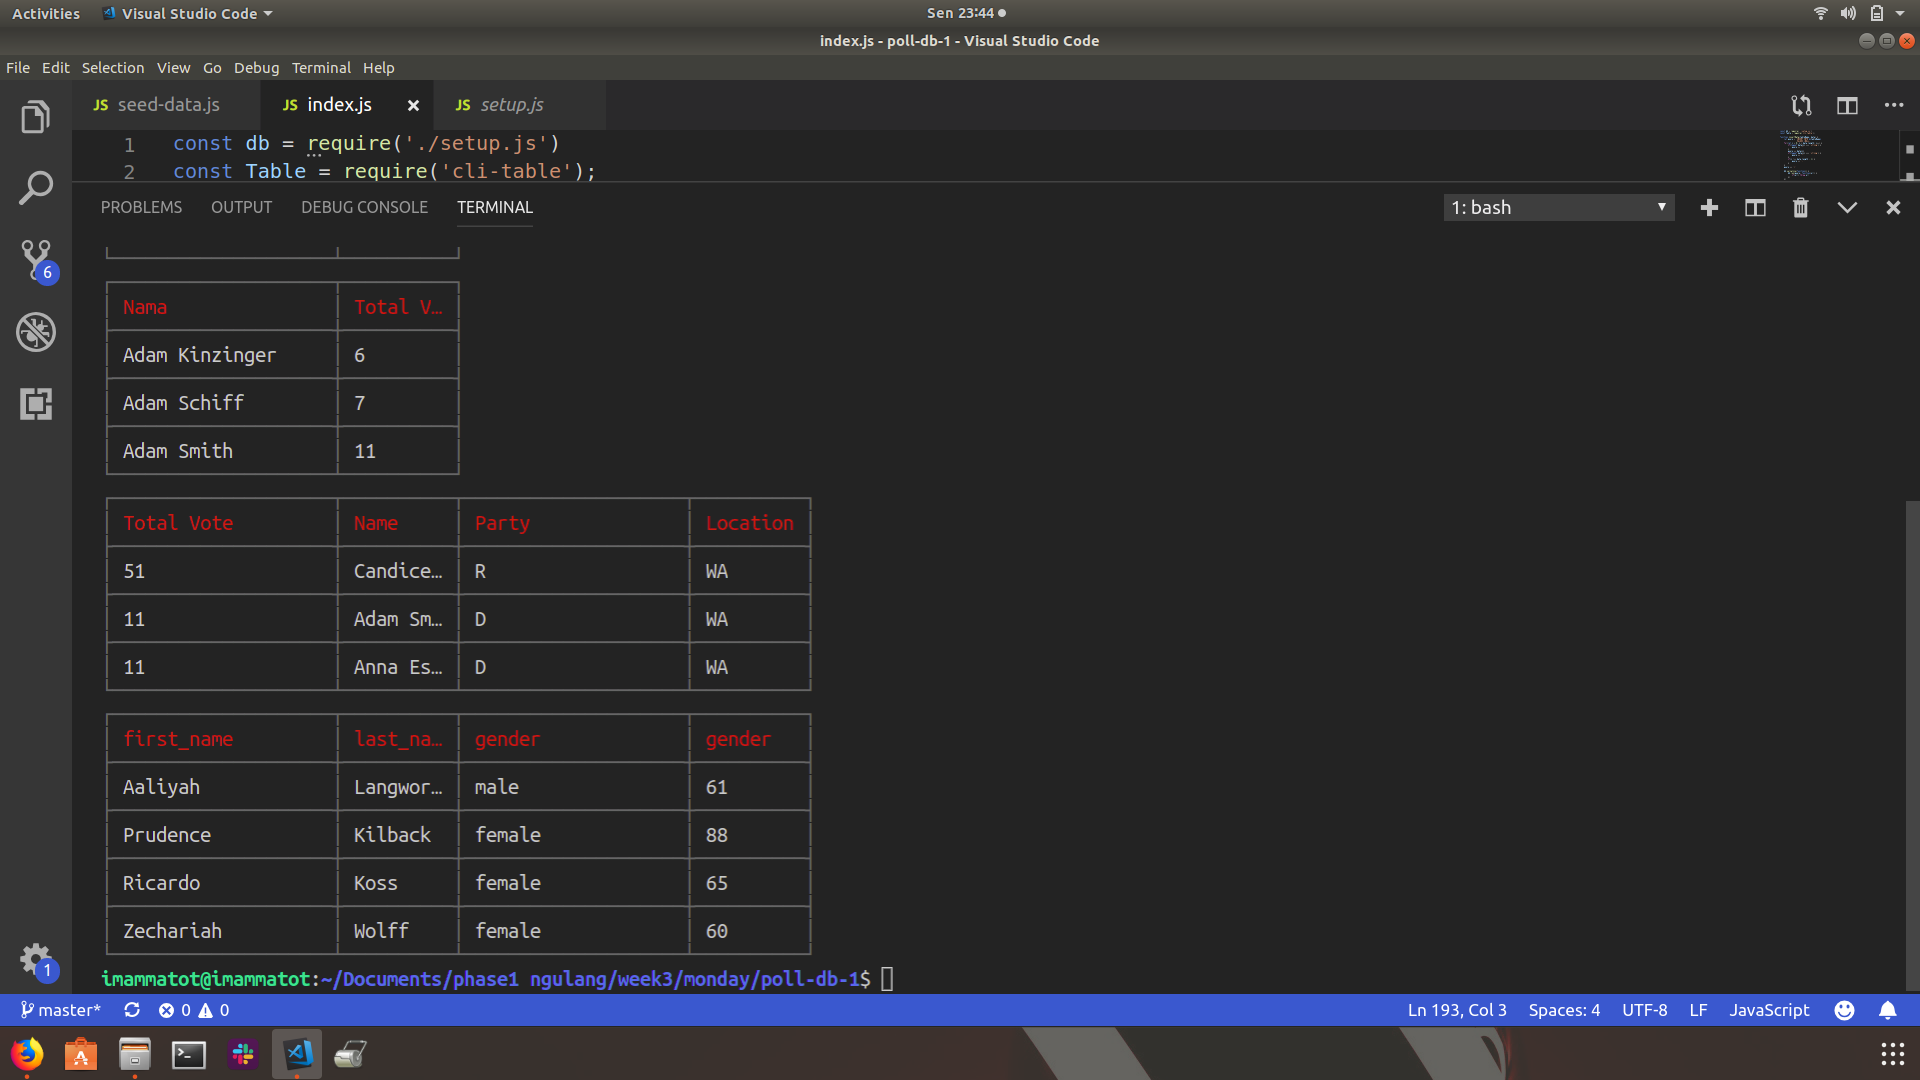 Activities Visual Studio Code Sen 23:44
index.js - poll-db-1 - Visual Studio Code
File Edit Selection View Go Debug Terminal Help
JS seed-data.js JS index.js JS setup.js
1 const db = require('./setup.js')
2 const Table = require('cli-table');
PROBLEMS OUTPUT DEBUG CONSOLE TERMINAL 1: bash
Nama Total V…
Adam Kinzinger 6
Adam Schiff 7
Adam Smith 11
Total Vote Name Party Location
51 Candice… R WA
11 Adam Sm… D WA
11 Anna Es… D WA
first_name last_na… gender gender
Aaliyah Langwor… male 61
Prudence Kilback female 88
Ricardo Koss female 65
Zechariah Wolff female 60
imammatot@imammatot:~/Documents/phase1 ngulang/week3/monday/poll-db-1$
6
1
master* 0 0 Ln 193, Col 3 Spaces: 4 UTF-8 LF JavaScript